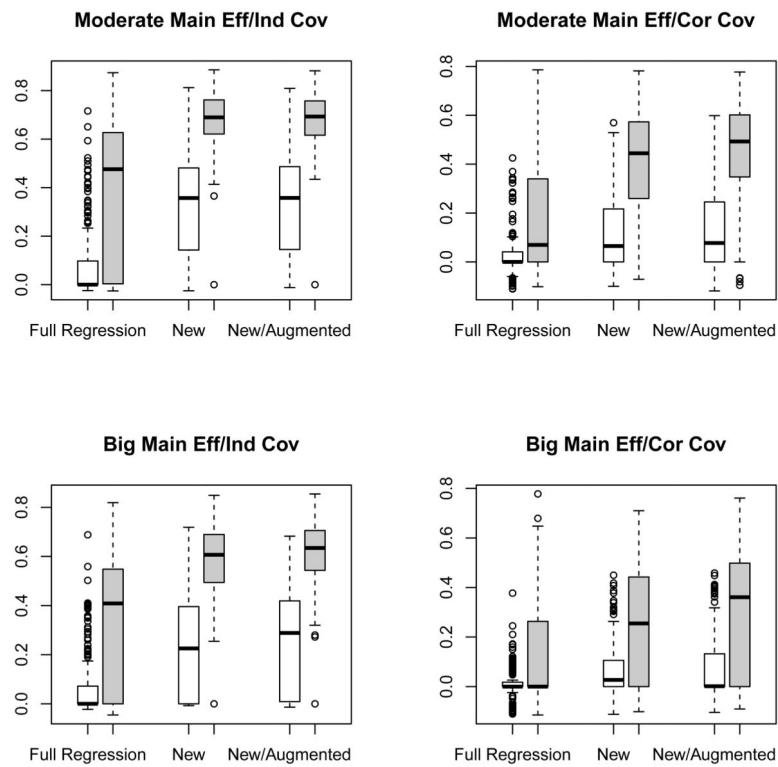 Moderate Main Eff/Ind Cov
0.8
0.6
0.4
0.2
0.0
Full Regression New New/Augmented
Moderate Main Eff/Cor Cov
0.8
0.6
0.4
0.2
0.0
Full Regression New New/Augmented
Big Main Eff/Ind Cov
0.8
0.6
0.4
0.2
0.0
Full Regression New New/Augmented
Big Main Eff/Cor Cov
0.8
0.6
0.4
0.2
0.0
Full Regression New New/Augmented